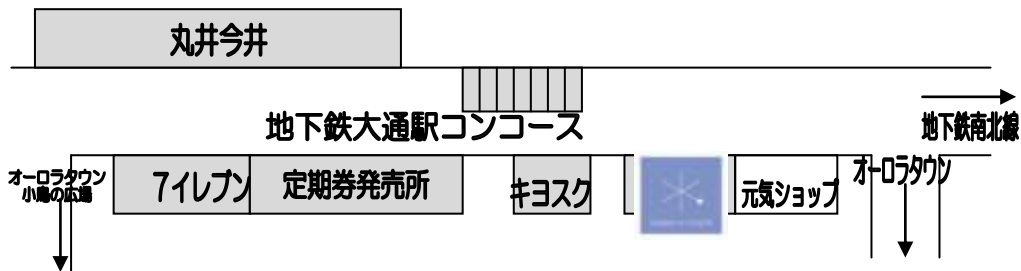 丸井今井
地下鉄大通駅コンコース
地下鉄南北線
オーロラタウン
小鳥の広場
7イレブン
定期券発売所
キヨスク
元気ショップ
オーロラタウン